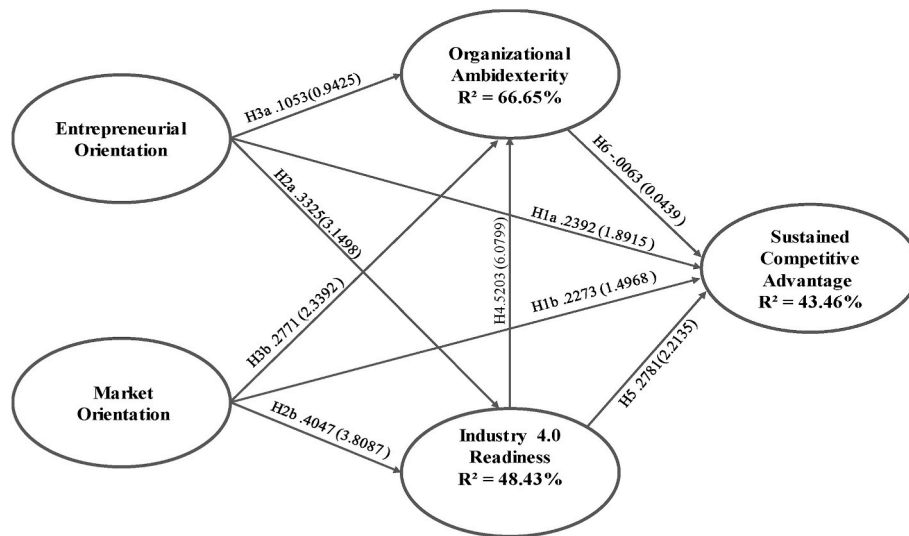 Organizational
Ambidexterity
R² = 66.65%
H3a .1053(0.9425)
Entrepreneurial
Orientation
H2a .3325(3.1498)
H6 -.0063 (0.0439)
H1a .2392 (1.8915)
Sustained
Competitive
Advantage
R² = 43.46%
H4.5203 (6.0799)
H1b .2273 (1.4968)
H3b .2771 (2.3392)
H5 .2781(2.2135)
Market
Orientation
H2b .4047 (3.8087 )
Industry 4.0
Readiness
R² = 48.43%